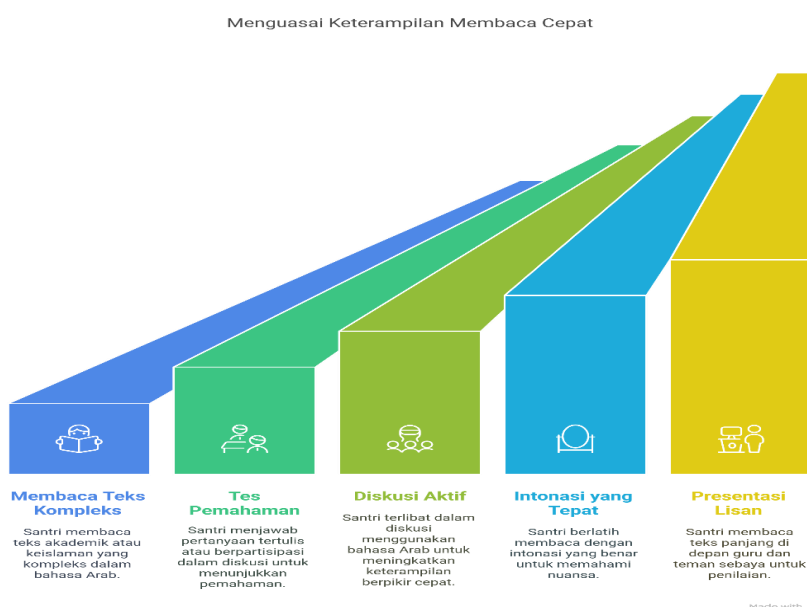 Menguasai Keterampilan Membaca Cepat
Membaca Teks
Kompleks
Santri membaca
teks akademik atau
keislaman yang
kompleks dalam
bahasa Arab.
Tes
Pemahaman
Santri menjawab
pertanyaan tertulis
atau berpartisipasi
dalam diskusi untuk
menunjukkan
pemahaman.
Diskusi Aktif
Santri terlibat dalam
diskusi
menggunakan
bahasa Arab untuk
meningkatkan
keterampilan
berpikir cepat.
Intonasi yang
Tepat
Santri berlatih
membaca dengan
intonasi yang benar
untuk memahami
nuansa.
Presentasi
Lisan
Santri membaca
teks panjang di
depan guru dan
teman sebaya untuk
penilaian.
Made with